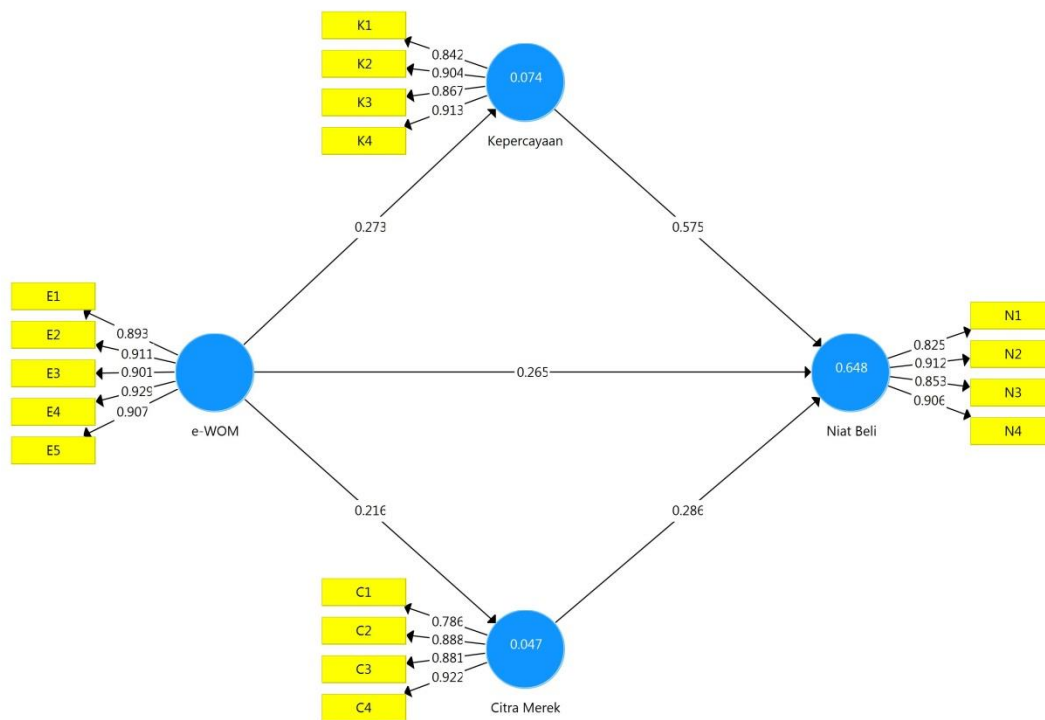 K1
K2
K3
K4
0.842
0.904
0.867
0.913
0.074
Kepercayaan
0.273
0.575
E1
E2
E3
E4
E5
0.893
0.911
0.901
0.929
0.907
e-WOM
0.265
0.648
Niat Beli
0.825
0.912
0.853
0.906
N1
N2
N3
N4
0.216
0.286
C1
C2
C3
C4
0.786
0.888
0.881
0.922
0.047
Citra Merek